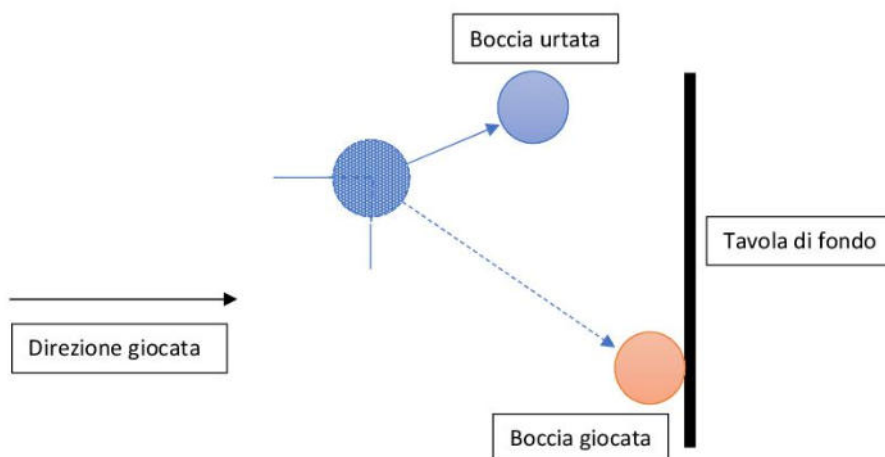 Boccia urtata
Tavola di fondo
Direzione giocata
Boccia giocata